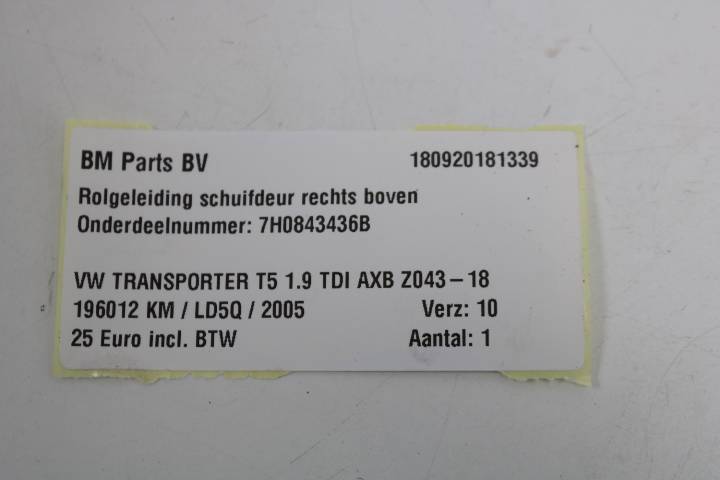 BM Parts BV 180920181339
Rolgeleiding schuifdeur rechts boven
Onderdeelnummer: 7H0843436B
VW TRANSPORTER T5 1.9 TDI AXB Z043-18
196012 KM / LD5Q / 2005 Verz: 10
25 Euro incl. BTW Aantal: 1